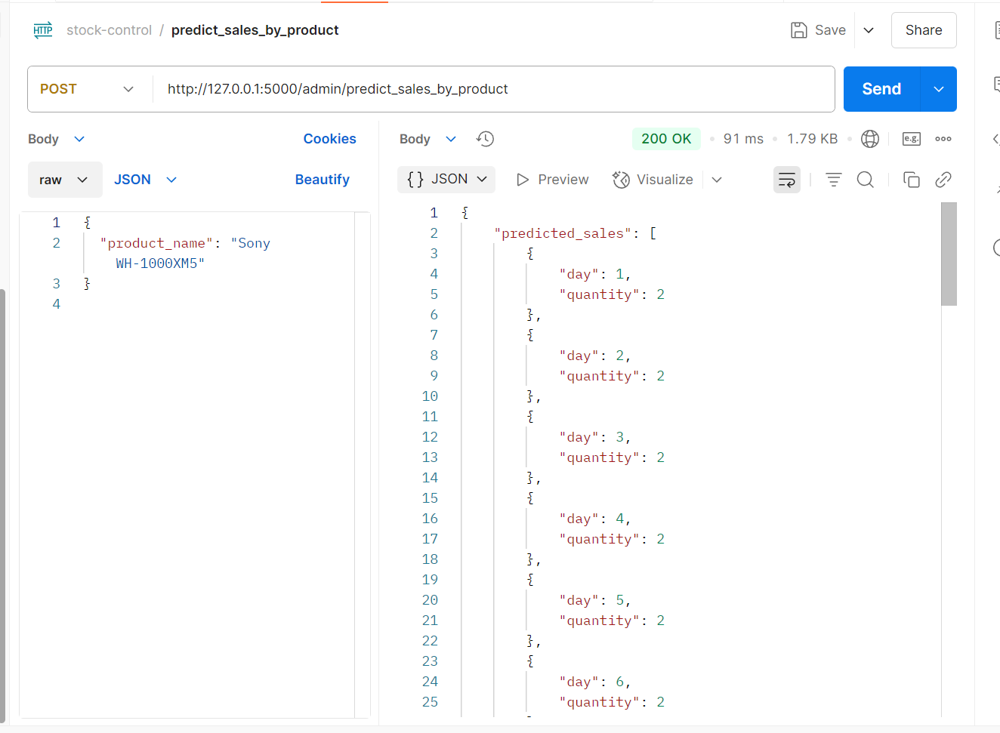 HTTP stock-control / predict_sales_by_product Save Share
POST http://127.0.0.1:5000/admin/predict_sales_by_product Send
Body Cookies
raw JSON Beautify
1 {
2 "product_name": "Sony
WH-1000XM5"
3 }
4
Body 200 OK • 91 ms • 1.79 KB • e.g.
{} JSON Preview Visualize
1 {
2 "predicted_sales": [
3 {
4 "day": 1,
5 "quantity": 2
6 },
7 {
8 "day": 2,
9 "quantity": 2
10 },
11 {
12 "day": 3,
13 "quantity": 2
14 },
15 {
16 "day": 4,
17 "quantity": 2
18 },
19 {
20 "day": 5,
21 "quantity": 2
22 },
23 {
24 "day": 6,
25 "quantity": 2